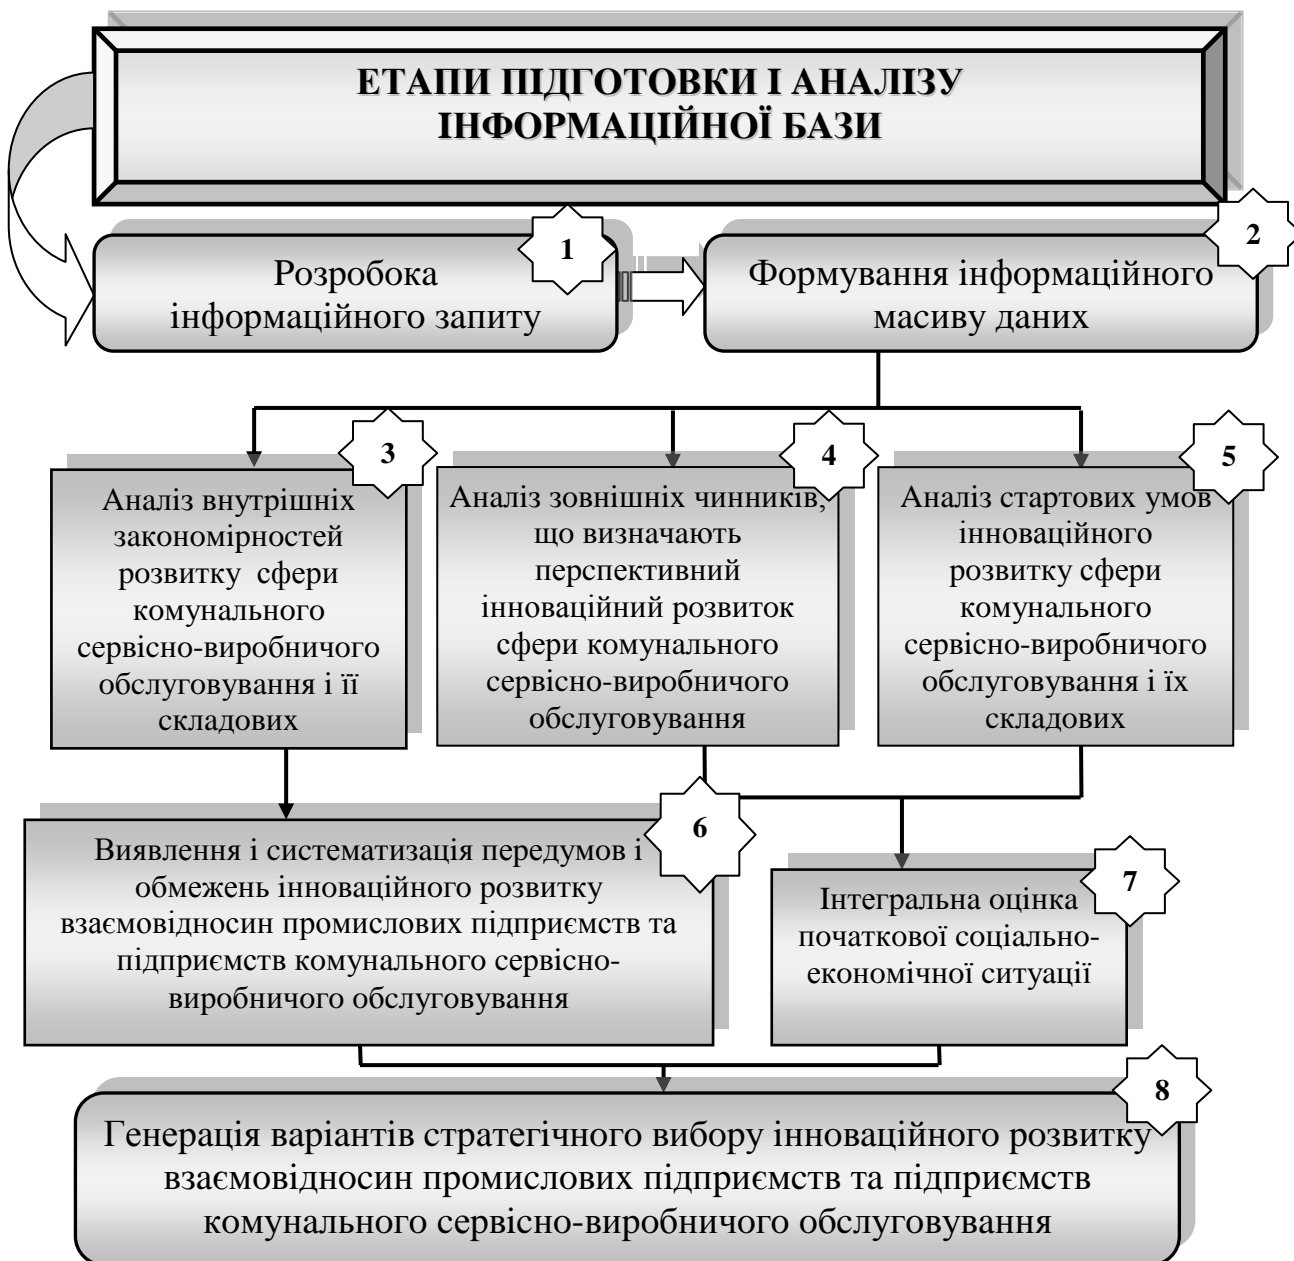 ЕТАПИ ПІДГОТОВКИ І АНАЛІЗУ
ІНФОРМАЦІЙНОЇ БАЗИ
1
Розробока
інформаційного запиту
2
Формування інформаційного
масиву даних
3
Аналіз внутрішніх
закономірностей
розвитку сфери
комунального
сервісно-виробничого
обслуговування і її
складових
4
Аналіз зовнішніх чинників,
що визначають
перспективний
інноваційний розвиток
сфери комунального
сервісно-виробничого
обслуговування
5
Аналіз стартових умов
інноваційного
розвитку сфери
комунального
сервісно-виробничого
обслуговування і їх
складових
6
Виявлення і систематизація передумов і
обмежень інноваційного розвитку
взаємовідносин промислових підприємств та
підприємств комунального сервісно-
виробничого обслуговування
7
Інтегральна оцінка
початкової соціально-
економічної ситуації
8
Генерація варіантів стратегічного вибору інноваційного розвитку
взаємовідносин промислових підприємств та підприємств
комунального сервісно-виробничого обслуговування